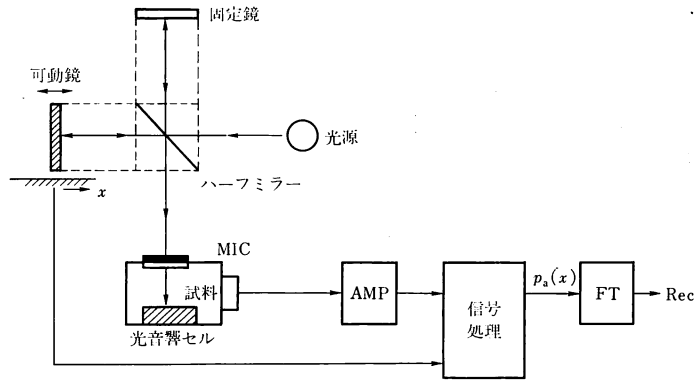 固定鏡
可動鏡
光源
x
ハーフミラー
MIC
試料
光音響セル
AMP
信号
処理
pa(x)
FT
Rec